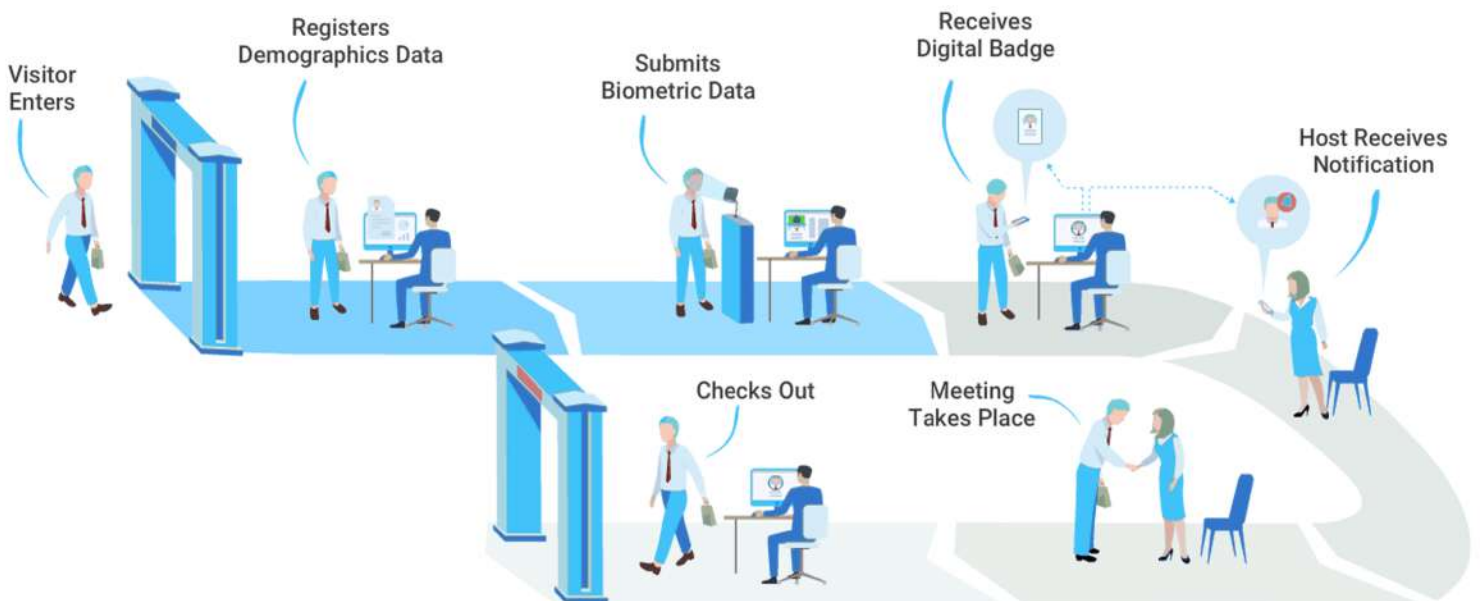 Visitor
Enters
Registers
Demographics Data
Submits
Biometric Data
Receives
Digital Badge
Host Receives
Notification
Meeting
Takes Place
Checks Out